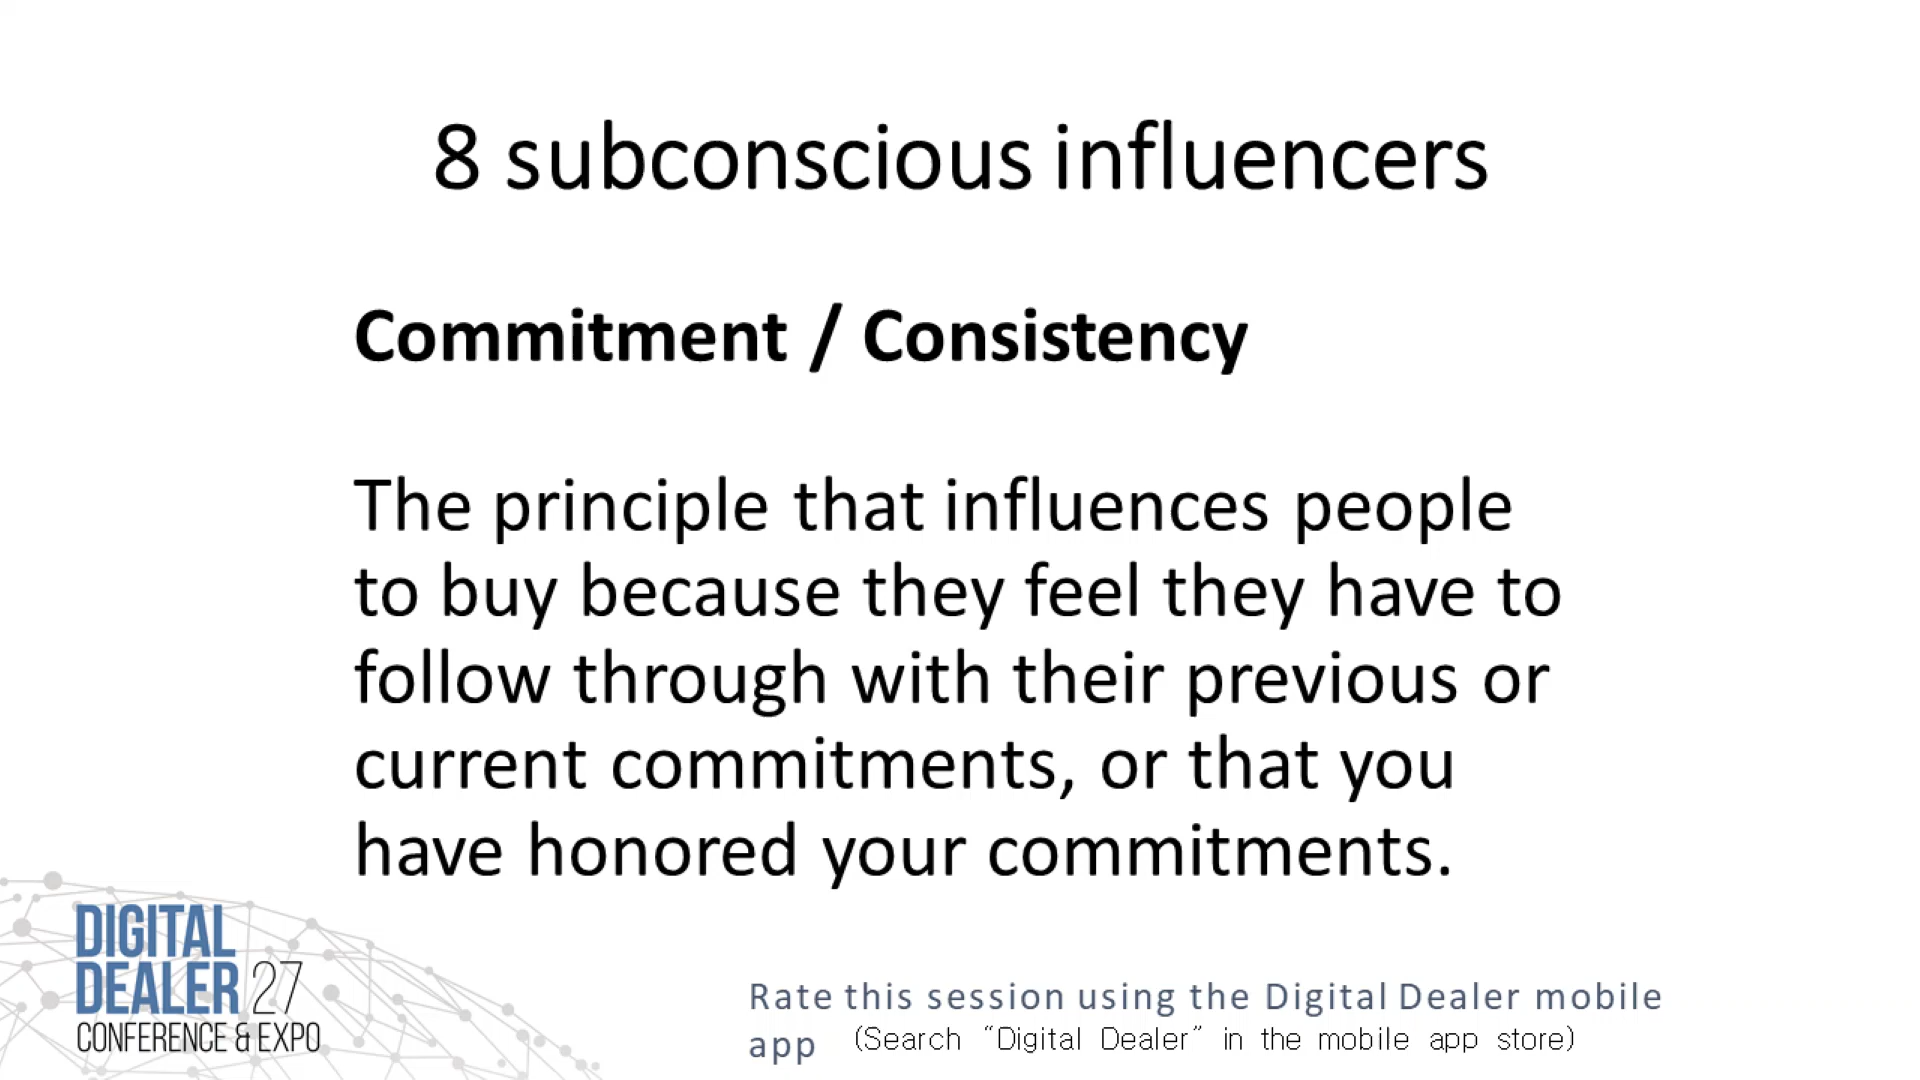 8 subconscious influencers
Commitment / Consistency
The principle that influences people
to buy because they feel they have to
follow through with their previous or
current commitments, or that you
have honored your commitments.
DIGITAL
DEALER 27
CONFERENCE & EXPO
Rate this session using the Digital Dealer mobile
app (Search “Digital Dealer” in the mobile app store)